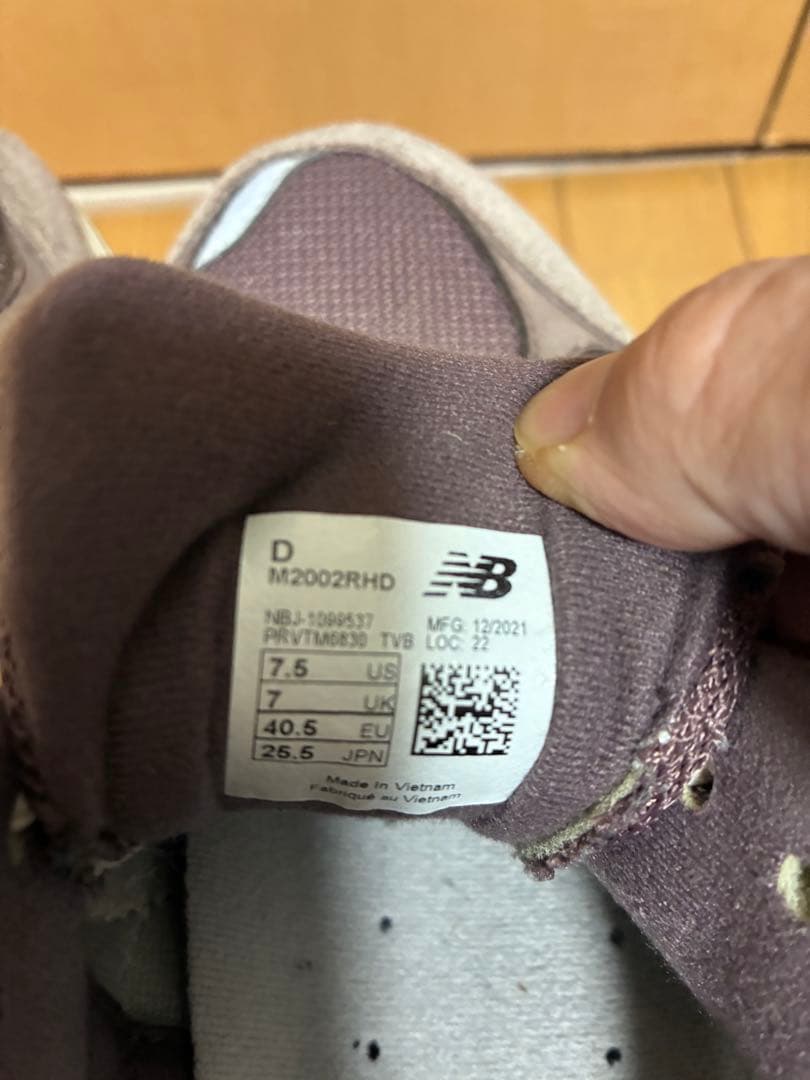 D
M2002RHD
NB
NBJ-1099537 MFG: 12/2021
PRVTM6830 TVB LOC: 22
7.5 US
7 UK
40.5 EU
25.5 JPN
Made in Vietnam
Fabriqué au Vietnam